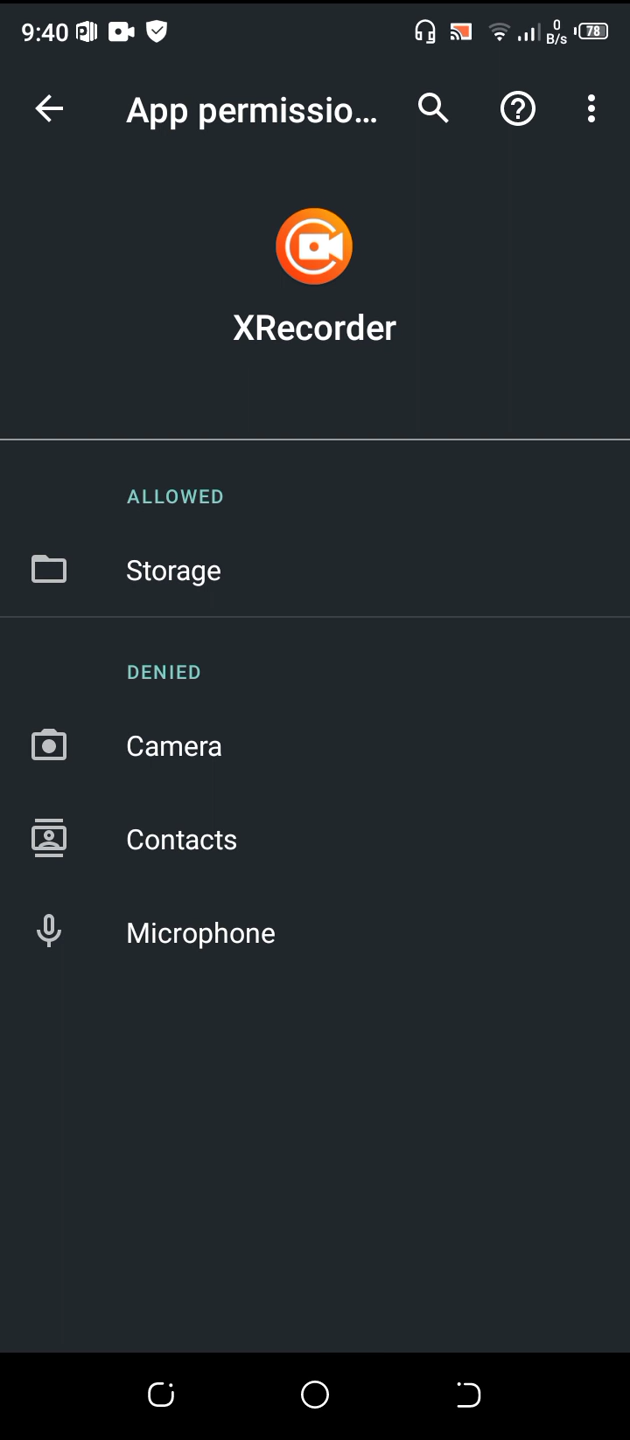 9:40 0 B/s 78
App permissio...
XRecorder
ALLOWED
Storage
DENIED
Camera
Contacts
Microphone